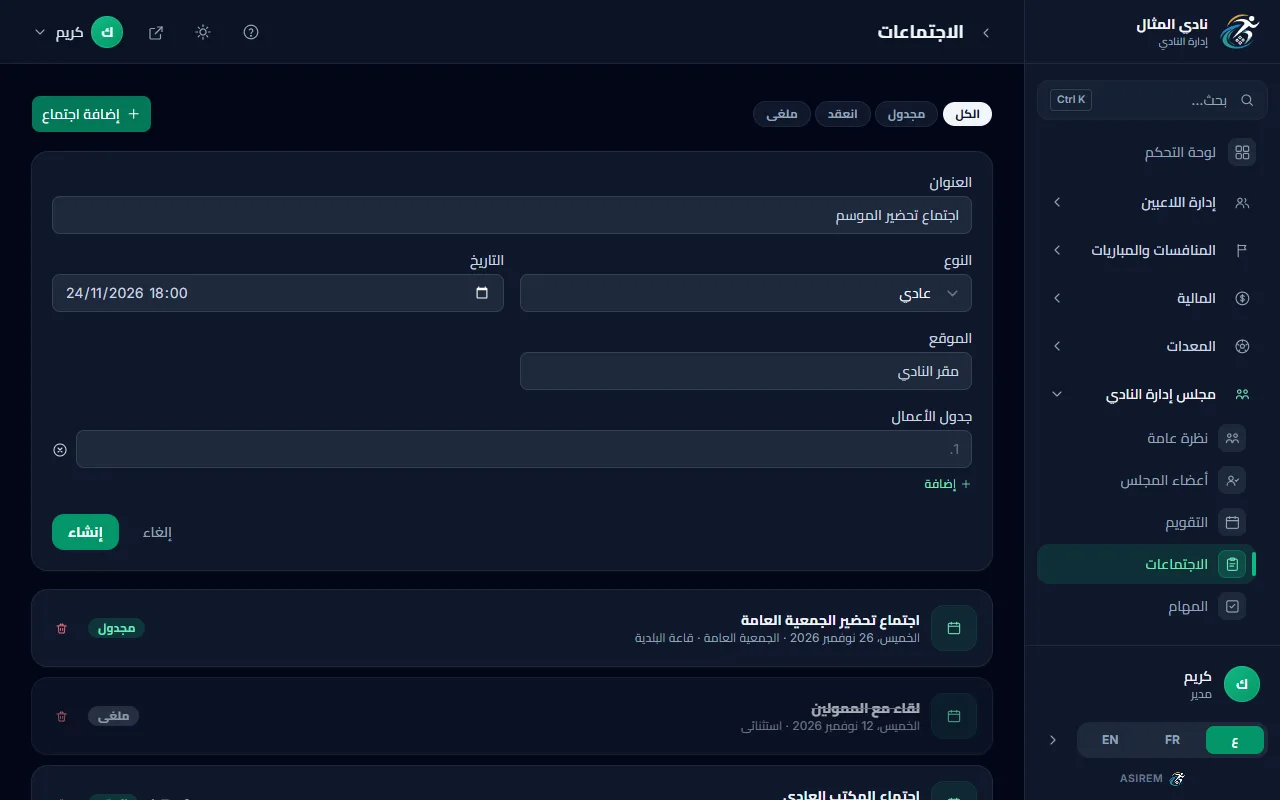 نادي المثال
إدارة النادي
بحث...
Ctrl K
لوحة التحكم
إدارة اللاعبين
المنافسات والمباريات
المالية
المعدات
مجلس إدارة النادي
نظرة عامة
أعضاء المجلس
التقويم
الاجتماعات
المهام
ك
كريم
مدير
ع
FR
EN
ASIREM
الاجتماعات
ك
كريم
الكل
مجدول
انعقد
ملغى
+ إضافة اجتماع
العنوان
اجتماع تحضير الموسم
النوع
عادي
التاريخ
24/11/2026 18:00
الموقع
مقر النادي
جدول الأعمال
1.
+ إضافة
إلغاء
إنشاء
اجتماع تحضير الجمعية العامة
الخميس، 26 نوفمبر 2026 · الجمعية العامة · قاعة البلدية
مجدول
لقاء مع الممولين
الخميس، 12 نوفمبر 2026 · استثنائي
ملغى
اجتماع المكتب العادي